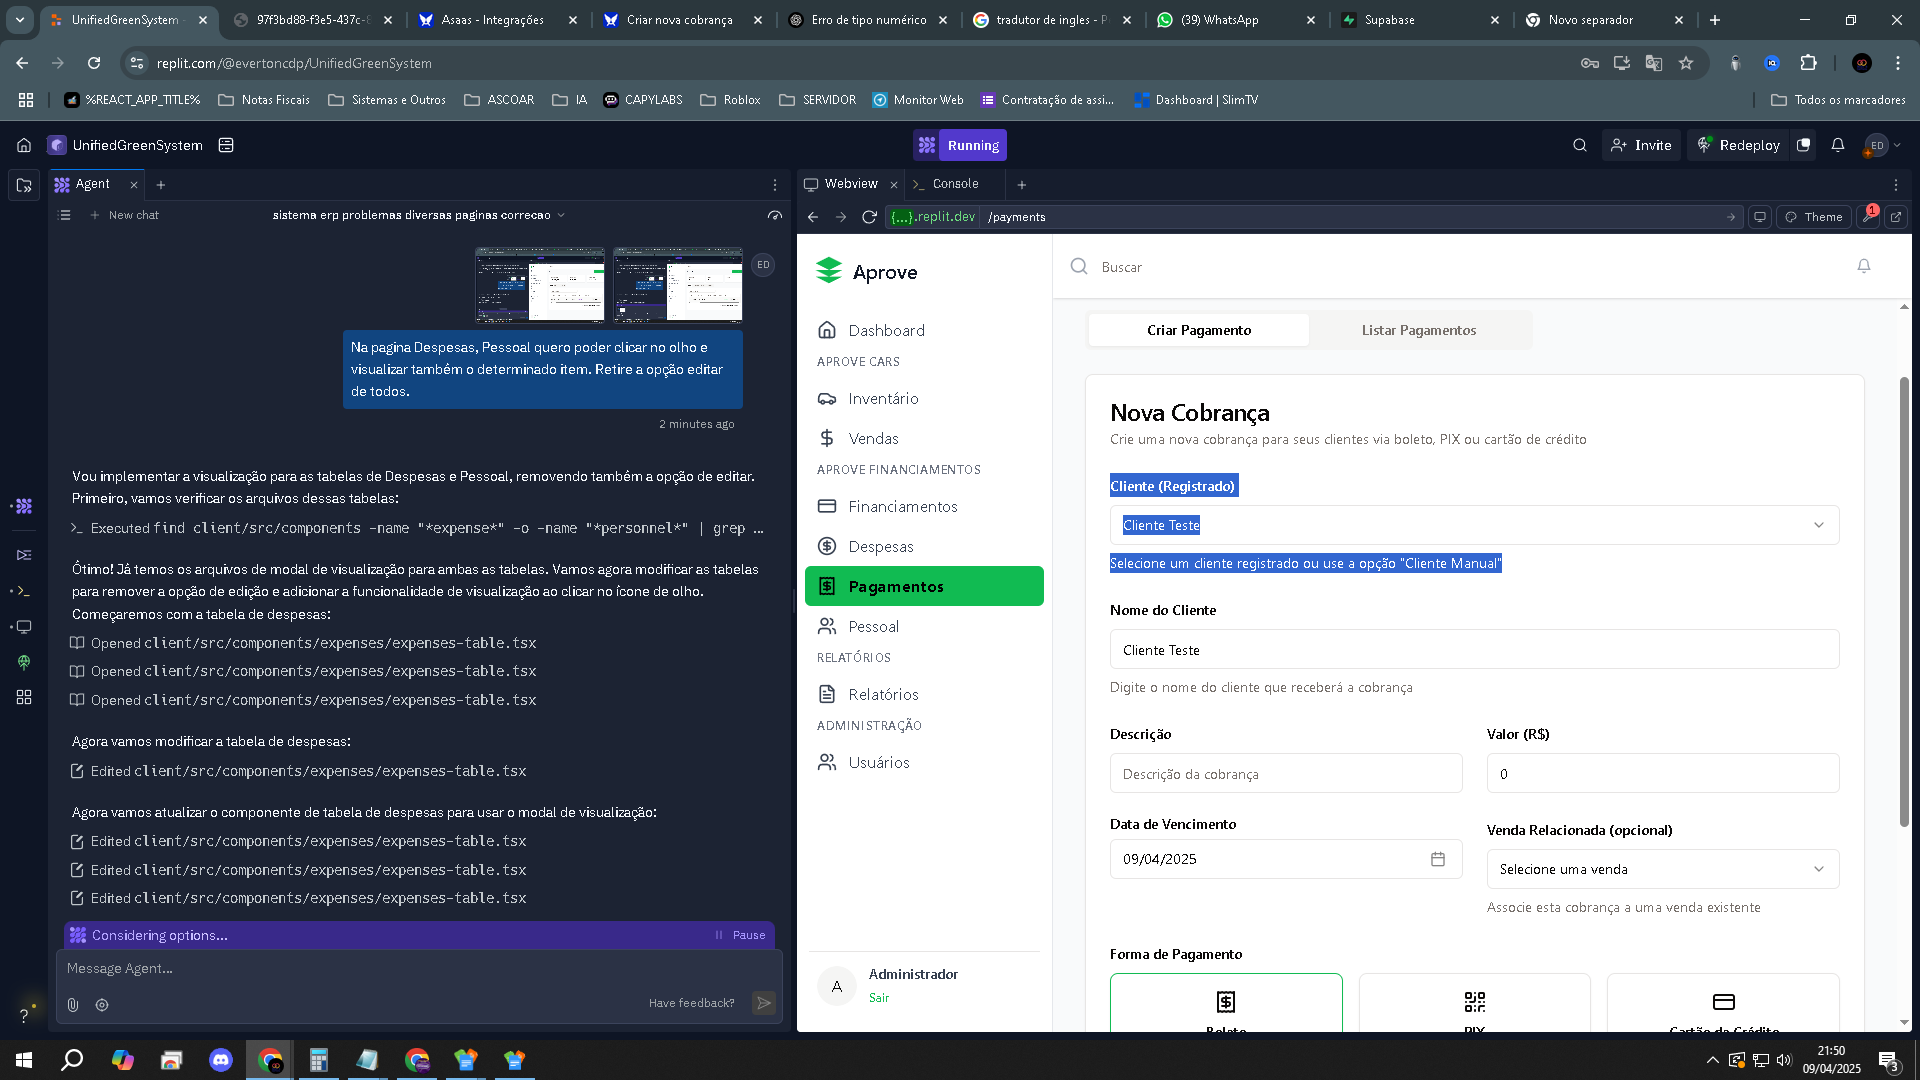 UnifiedGreenSystem -
97f3bd88-f3e5-437c-8
Asaas - Integrações
Criar nova cobrança
Erro de tipo numérico
tradutor de ingles - Pe
(39) WhatsApp
Supabase
Novo separador
replit.com/@evertoncdp/UnifiedGreenSystem
%REACT_APP_TITLE%
Notas Fiscais
Sistemas e Outros
ASCOAR
IA
CAPYLABS
Roblox
SERVIDOR
Monitor Web
Contratação de assi...
Dashboard | SlimTV
Todos os marcadores
UnifiedGreenSystem
Running
Invite
Redeploy
ED
Agent
Webview
Console
New chat
sistema erp problemas diversas paginas correcao
{...}.replit.dev
/payments
Theme
1
ED
Na pagina Despesas, Pessoal quero poder clicar no olho e
visualizar também o determinado item. Retire a opção editar
de todos.
2 minutes ago
Vou implementar a visualização para as tabelas de Despesas e Pessoal, removendo também a opção de editar.
Primeiro, vamos verificar os arquivos dessas tabelas:
Executed find client/src/components -name "*expense*" -o -name "*personnel*" | grep …
Ótimo! Já temos os arquivos de modal de visualização para ambas as tabelas. Vamos agora modificar as tabelas
para remover a opção de edição e adicionar a funcionalidade de visualização ao clicar no ícone de olho.
Começaremos com a tabela de despesas:
Opened client/src/components/expenses/expenses-table.tsx
Opened client/src/components/expenses/expenses-table.tsx
Opened client/src/components/expenses/expenses-table.tsx
Agora vamos modificar a tabela de despesas:
Edited client/src/components/expenses/expenses-table.tsx
Agora vamos atualizar o componente de tabela de despesas para usar o modal de visualização:
Edited client/src/components/expenses/expenses-table.tsx
Edited client/src/components/expenses/expenses-table.tsx
Edited client/src/components/expenses/expenses-table.tsx
Considering options...
Pause
Message Agent...
Have feedback?
Aprove
Dashboard
APROVE CARS
Inventário
Vendas
APROVE FINANCIAMENTOS
Financiamentos
Despesas
Pagamentos
Pessoal
RELATÓRIOS
Relatórios
ADMINISTRAÇÃO
Usuários
A
Administrador
Sair
Buscar
Criar Pagamento
Listar Pagamentos
Nova Cobrança
Crie uma nova cobrança para seus clientes via boleto, PIX ou cartão de crédito
Cliente (Registrado)
Cliente Teste
Selecione um cliente registrado ou use a opção "Cliente Manual"
Nome do Cliente
Cliente Teste
Digite o nome do cliente que receberá a cobrança
Descrição
Valor (R$)
Descrição da cobrança
0
Data de Vencimento
Venda Relacionada (opcional)
09/04/2025
Selecione uma venda
Associe esta cobrança a uma venda existente
Forma de Pagamento
Boleto
PIX
Cartão de Crédito
21:50
09/04/2025
3